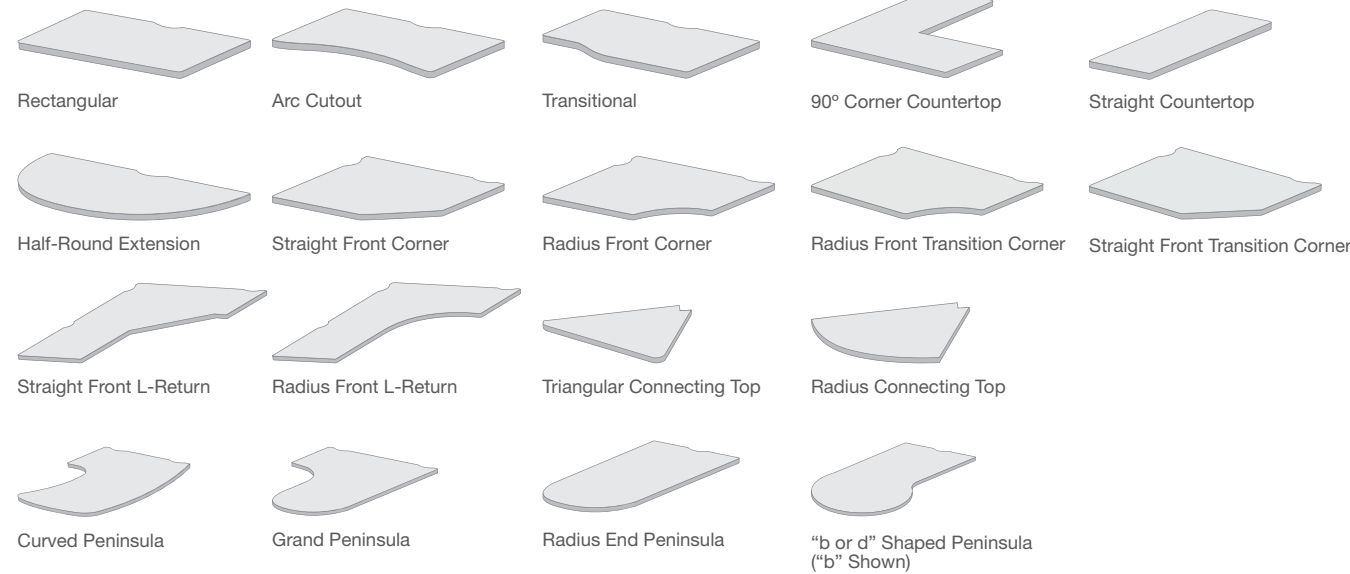 Rectangular
Arc Cutout
Transitional
90º Corner Countertop
Straight Countertop
Half-Round Extension
Straight Front Corner
Radius Front Corner
Radius Front Transition Corner
Straight Front Transition Corner
Straight Front L-Return
Radius Front L-Return
Triangular Connecting Top
Radius Connecting Top
Curved Peninsula
Grand Peninsula
Radius End Peninsula
“b or d” Shaped Peninsula
(“b” Shown)